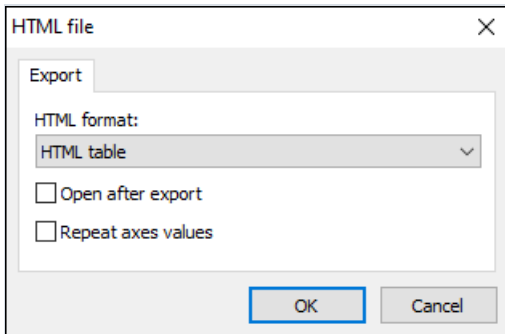 HTML file
Export
HTML format:
HTML table
Open after export
Repeat axes values
OK Cancel